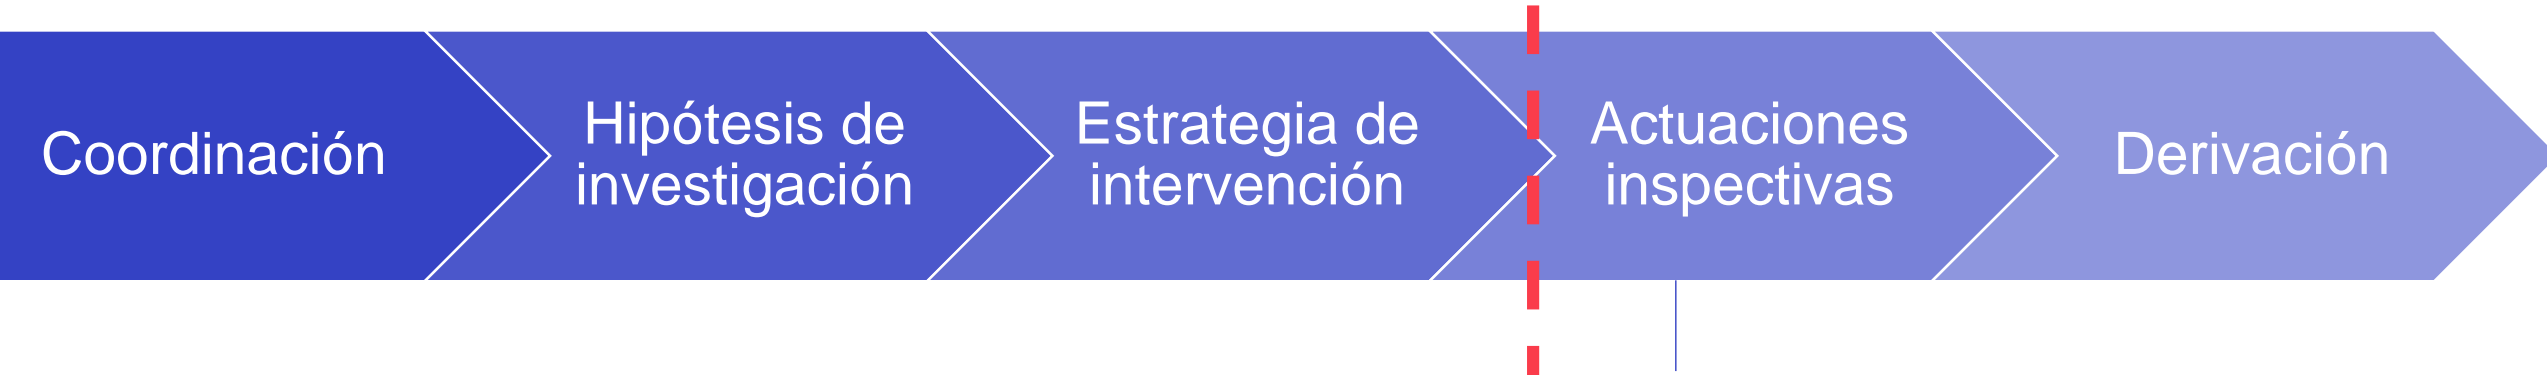 Coordinación
Hipótesis de
investigación
Estrategia de
intervención
Actuaciones
inspectivas
Derivación